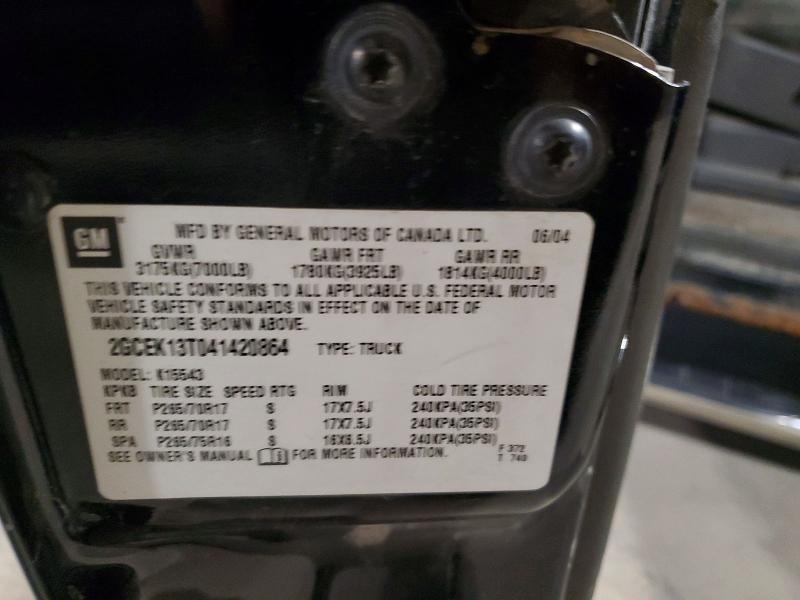 GM
MFD BY GENERAL MOTORS OF CANADA LTD. 06/04
GVWR GAWR FRT GAWR RR
3175KG(7000LB) 1780KG(3925LB) 1814KG(4000LB)
THIS VEHICLE CONFORMS TO ALL APPLICABLE U.S. FEDERAL MOTOR
VEHICLE SAFETY STANDARDS IN EFFECT ON THE DATE OF
MANUFACTURE SHOWN ABOVE.
2GCEK13T041420864 TYPE: TRUCK
MODEL: K15543
KPKB TIRE SIZE SPEED RTG RIM COLD TIRE PRESSURE
FRT P265/70R17 S 17X7.5J 240KPA(35PSI)
RR P265/70R17 S 17X7.5J 240KPA(35PSI)
SPA P265/75R16 S 16X6.5J 240KPA(35PSI)
SEE OWNER'S MANUAL FOR MORE INFORMATION.
F 372
T 740